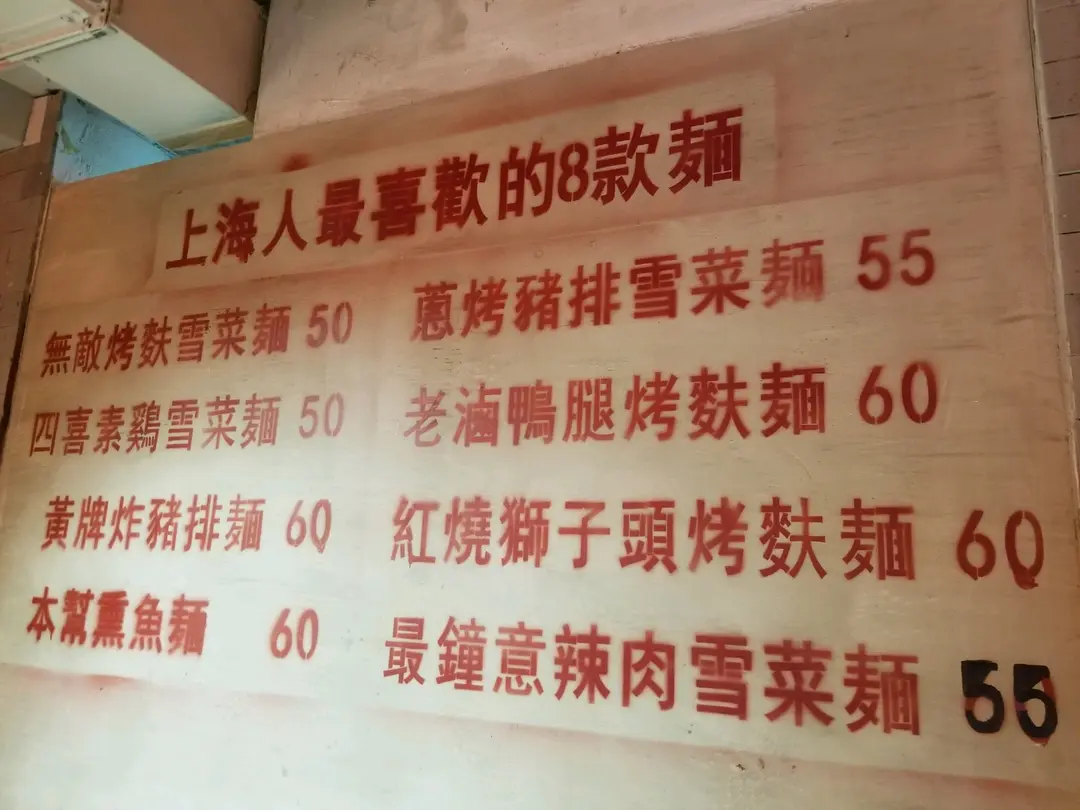 上海人最喜歡的8款麵
無敵烤麩雪菜麵 50
四喜素鷄雪菜麵 50
黃牌炸豬排麵 60
本幫熏魚麵 60
蔥烤豬排雪菜麵 55
老滷鴨腿烤麩麵 60
紅燒獅子頭烤麩麵 60
最鐘意辣肉雪菜麵 55